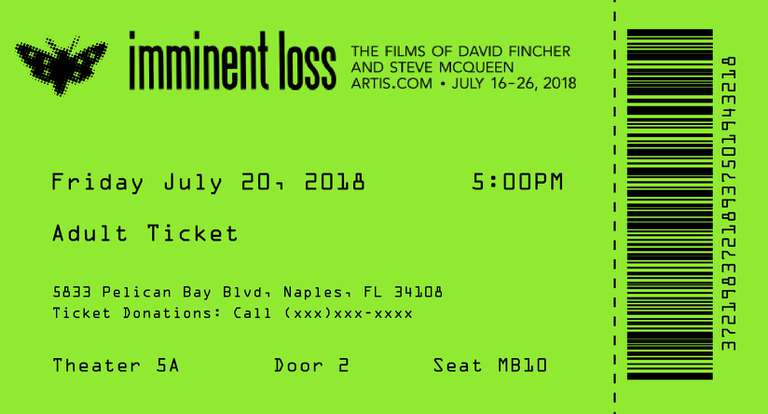 imminent loss
THE FILMS OF DAVID FINCHER
AND STEVE MCQUEEN
ARTIS.COM • JULY 16-26, 2018
Friday July 20, 2018 5:00PM
Adult Ticket
5833 Pelican Bay Blvd, Naples, FL 34108
Ticket Donations: Call (xxx)xxx-xxxx
Theater 5A Door 2 Seat MB10
3721983721893750194E3218